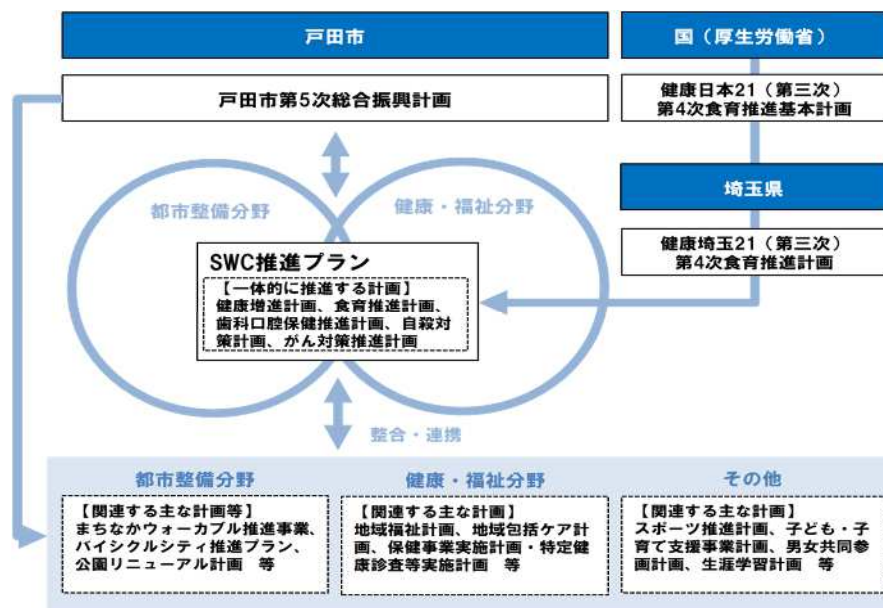 戸田市
国（厚生労働省）
戸田市第5次総合振興計画
健康日本21（第三次）
第4次食育推進基本計画
埼玉県
都市整備分野
健康・福祉分野
健康埼玉21（第三次）
第4次食育推進計画
SWC推進プラン
【一体的に推進する計画】
健康増進計画、食育推進計画、
歯科口腔保健推進計画、自殺対
策計画、がん対策推進計画
整合・連携
都市整備分野
【関連する主な計画等】
まちなかウォーカブル推進事業、
バイシクルシティ推進プラン、
公園リニューアル計画　等
健康・福祉分野
【関連する主な計画】
地域福祉計画、地域包括ケア計
画、保健事業実施計画・特定健
康診査等実施計画　等
その他
【関連する主な計画】
スポーツ推進計画、子ども・子
育て支援事業計画、男女共同参
画計画、生涯学習計画　等